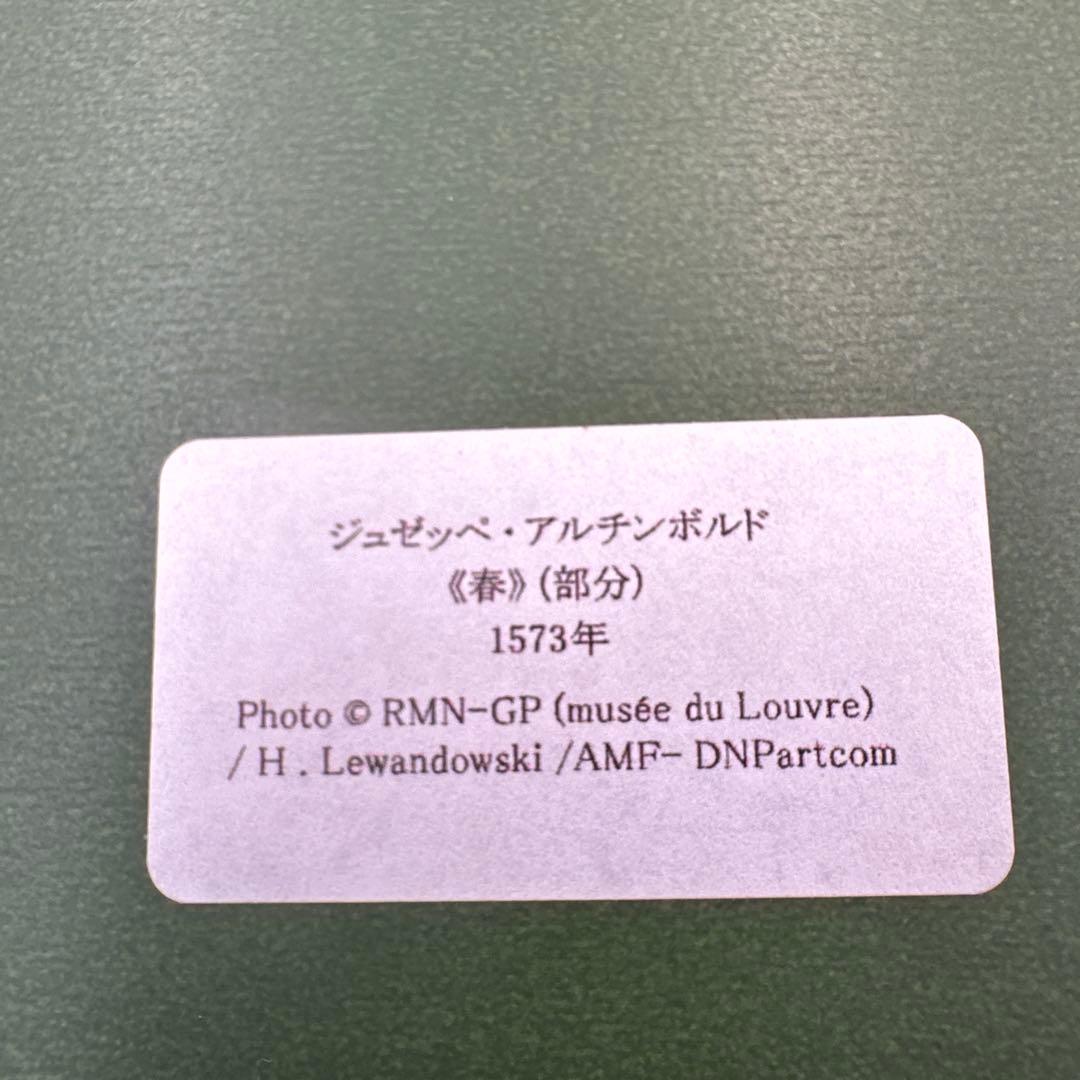 ジュゼッペ・アルチンボルド
《春》(部分)
1573年
Photo © RMN-GP (musée du Louvre)
/ H . Lewandowski /AMF- DNPartcom